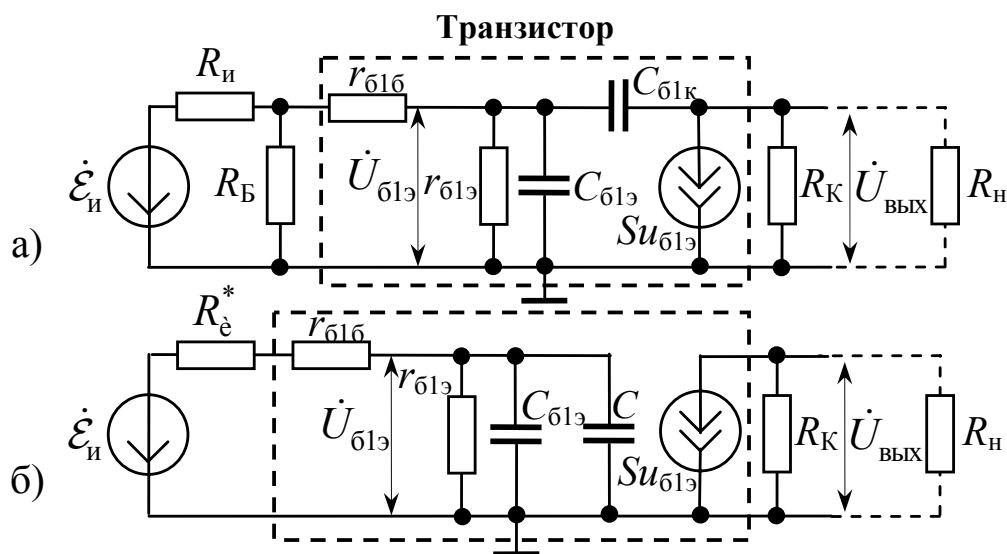 Транзистор
Rи
rб1б
Cб1к
ℰ̇и
RБ
U̇б1э
rб1э
Cб1э
Suб1э
RК
U̇вых
Rн
а)
R*è
rб1б
rб1э
ℰ̇и
U̇б1э
Cб1э
C
Suб1э
RК
U̇вых
Rн
б)